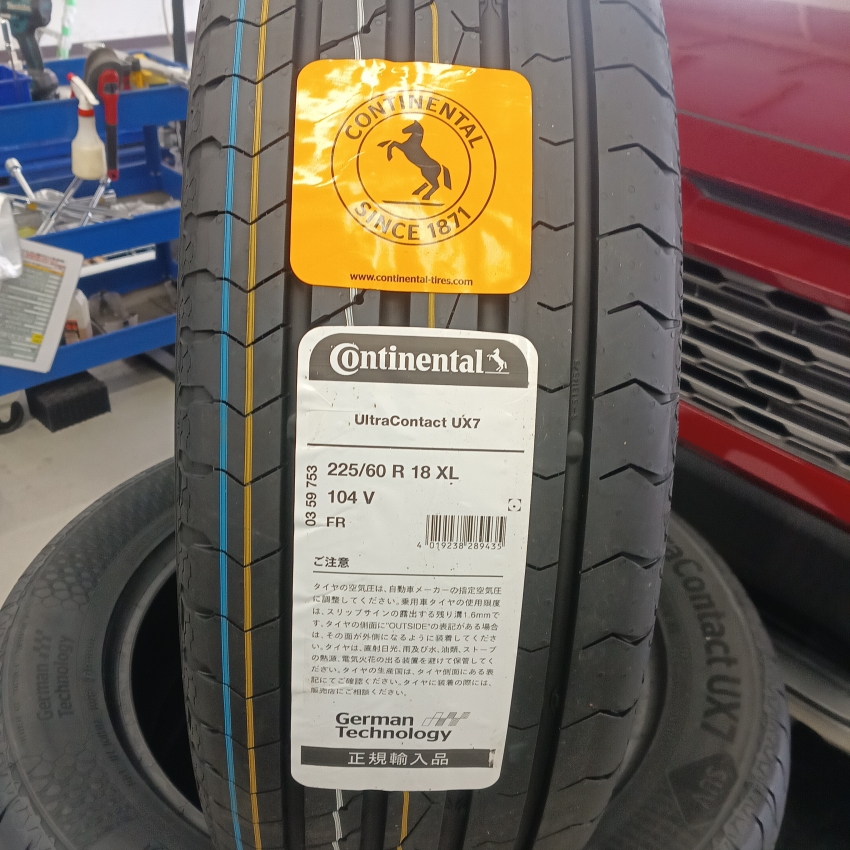 CONTINENTAL
SINCE 1871
www.continental-tires.com
Continental
UltraContact UX7
03 59 753
225/60 R 18 XL
104 V
FR
4 019238 289435
ご注意
タイヤの空気圧は、自動車メーカーの指定空気圧
に調整してください。乗用車タイヤの使用限度
は、スリップサインの露出する残り溝1.6mmで
す。タイヤの側面に"OUTSIDE"の表記がある場合
は、その面が外側になるように装着してくださ
い。タイヤは、直射日光、雨及び水、油類、ストーブ
の熱源、電気火花の出る装置を避けて保管してく
ださい。タイヤの生産国は、タイヤ側面にある表
記にてご確認ください。タイヤに装着の際には、
販売店にご相談ください。
German
Technology
正規輸入品
German
Technology
UltraContact UX7